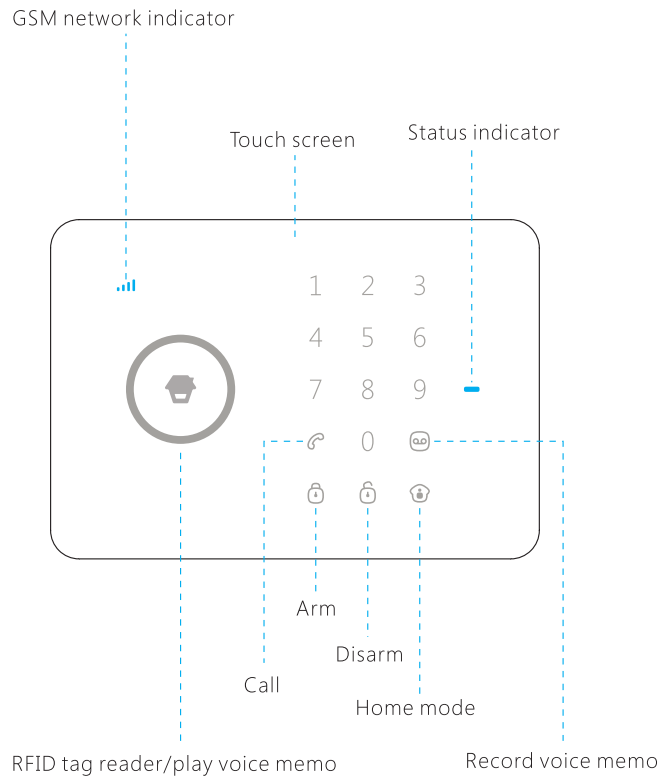 GSM network indicator
Touch screen
Status indicator
1 2 3
4 5 6
7 8 9
0
Arm
Disarm
Call
Home mode
RFID tag reader/play voice memo
Record voice memo